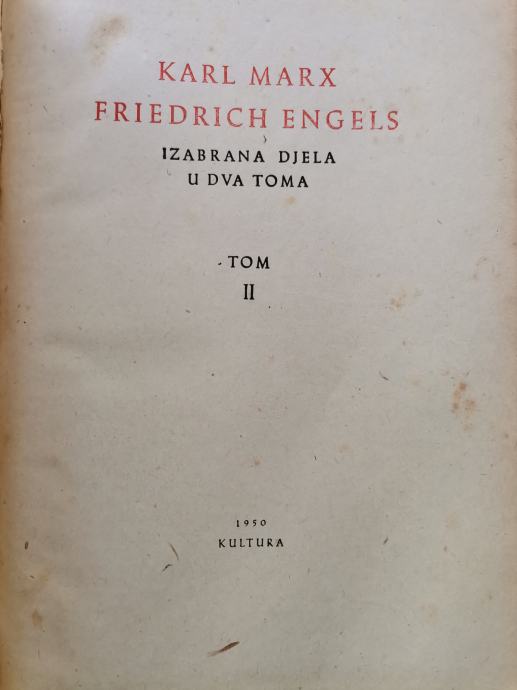 KARL MARX
FRIEDRICH ENGELS
IZABRANA DJELA
U DVA TOMA
TOM
II
1950
KULTURA